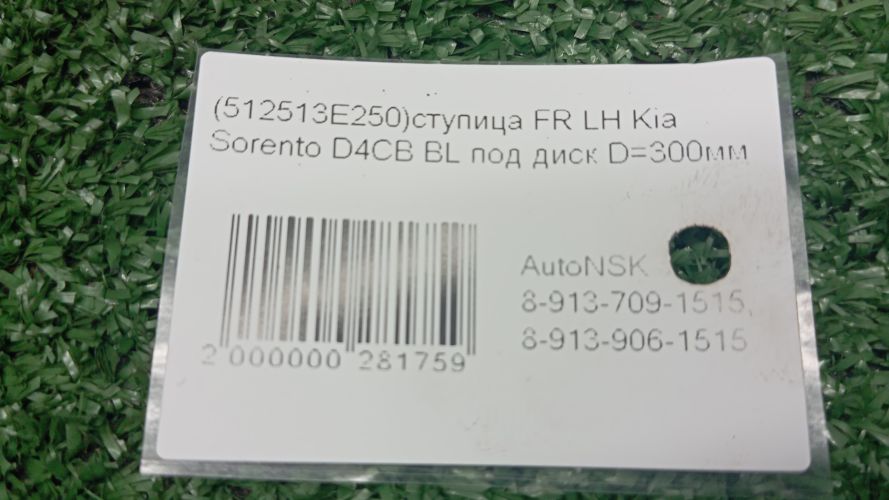 (512513E250)ступица FR LH Kia
Sorento D4CB BL под диск D=300мм
AutoNSK
8-913-709-1515,
8-913-906-1515
2 000000 281759